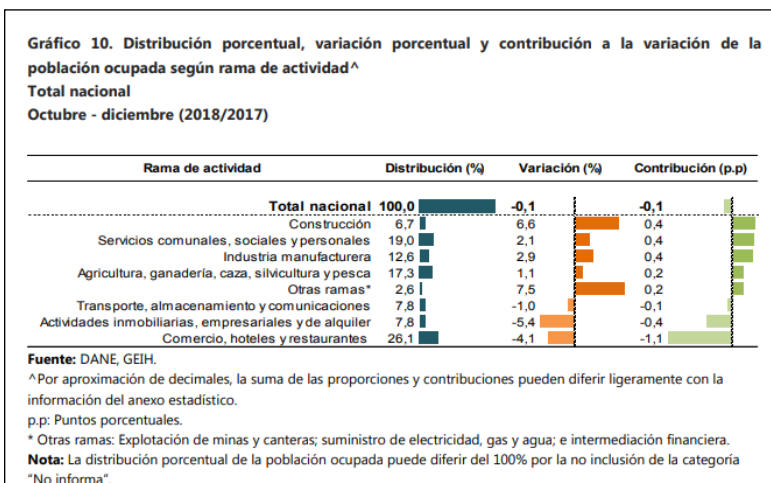 Gráfico 10. Distribución porcentual, variación porcentual y contribución a la variación de la
población ocupada según rama de actividad^
Total nacional
Octubre - diciembre (2018/2017)
Rama de actividad Distribución (%) Variación (%) Contribución (p.p)
Total nacional 100,0 -0,1 -0,1
Construcción 6,7 6,6 0,4
Servicios comunales, sociales y personales 19,0 2,1 0,4
Industria manufacturera 12,6 2,9 0,4
Agricultura, ganadería, caza, silvicultura y pesca 17,3 1,1 0,2
Otras ramas* 2,6 7,5 0,2
Transporte, almacenamiento y comunicaciones 7,8 -1,0 -0,1
Actividades inmobiliarias, empresariales y de alquiler 7,8 -5,4 -0,4
Comercio, hoteles y restaurantes 26,1 -4,1 -1,1
Fuente: DANE, GEIH.
^Por aproximación de decimales, la suma de las proporciones y contribuciones pueden diferir ligeramente con la
información del anexo estadístico.
p.p: Puntos porcentuales.
* Otras ramas: Explotación de minas y canteras; suministro de electricidad, gas y agua; e intermediación financiera.
Nota: La distribución porcentual de la población ocupada puede diferir del 100% por la no inclusión de la categoría
"No informa"